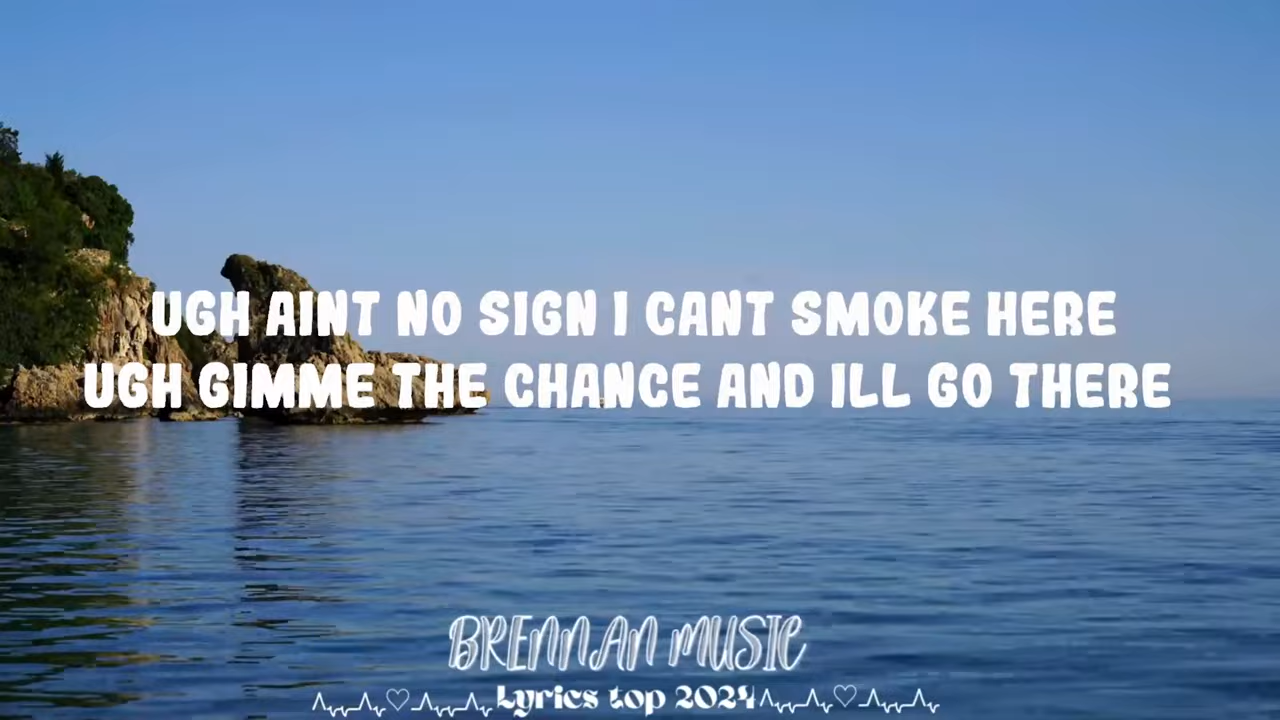 UGH AINT NO SIGN I CANT SMOKE HERE
UGH GIMME THE CHANCE AND ILL GO THERE
BRENNAN MUSIC
Lyrics top 2024